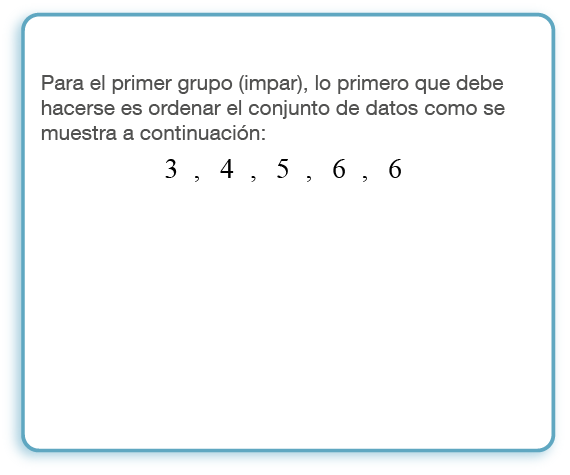 Para el primer grupo (impar), lo primero que debe
hacerse es ordenar el conjunto de datos como se
muestra a continuación:
3 , 4 , 5 , 6 , 6